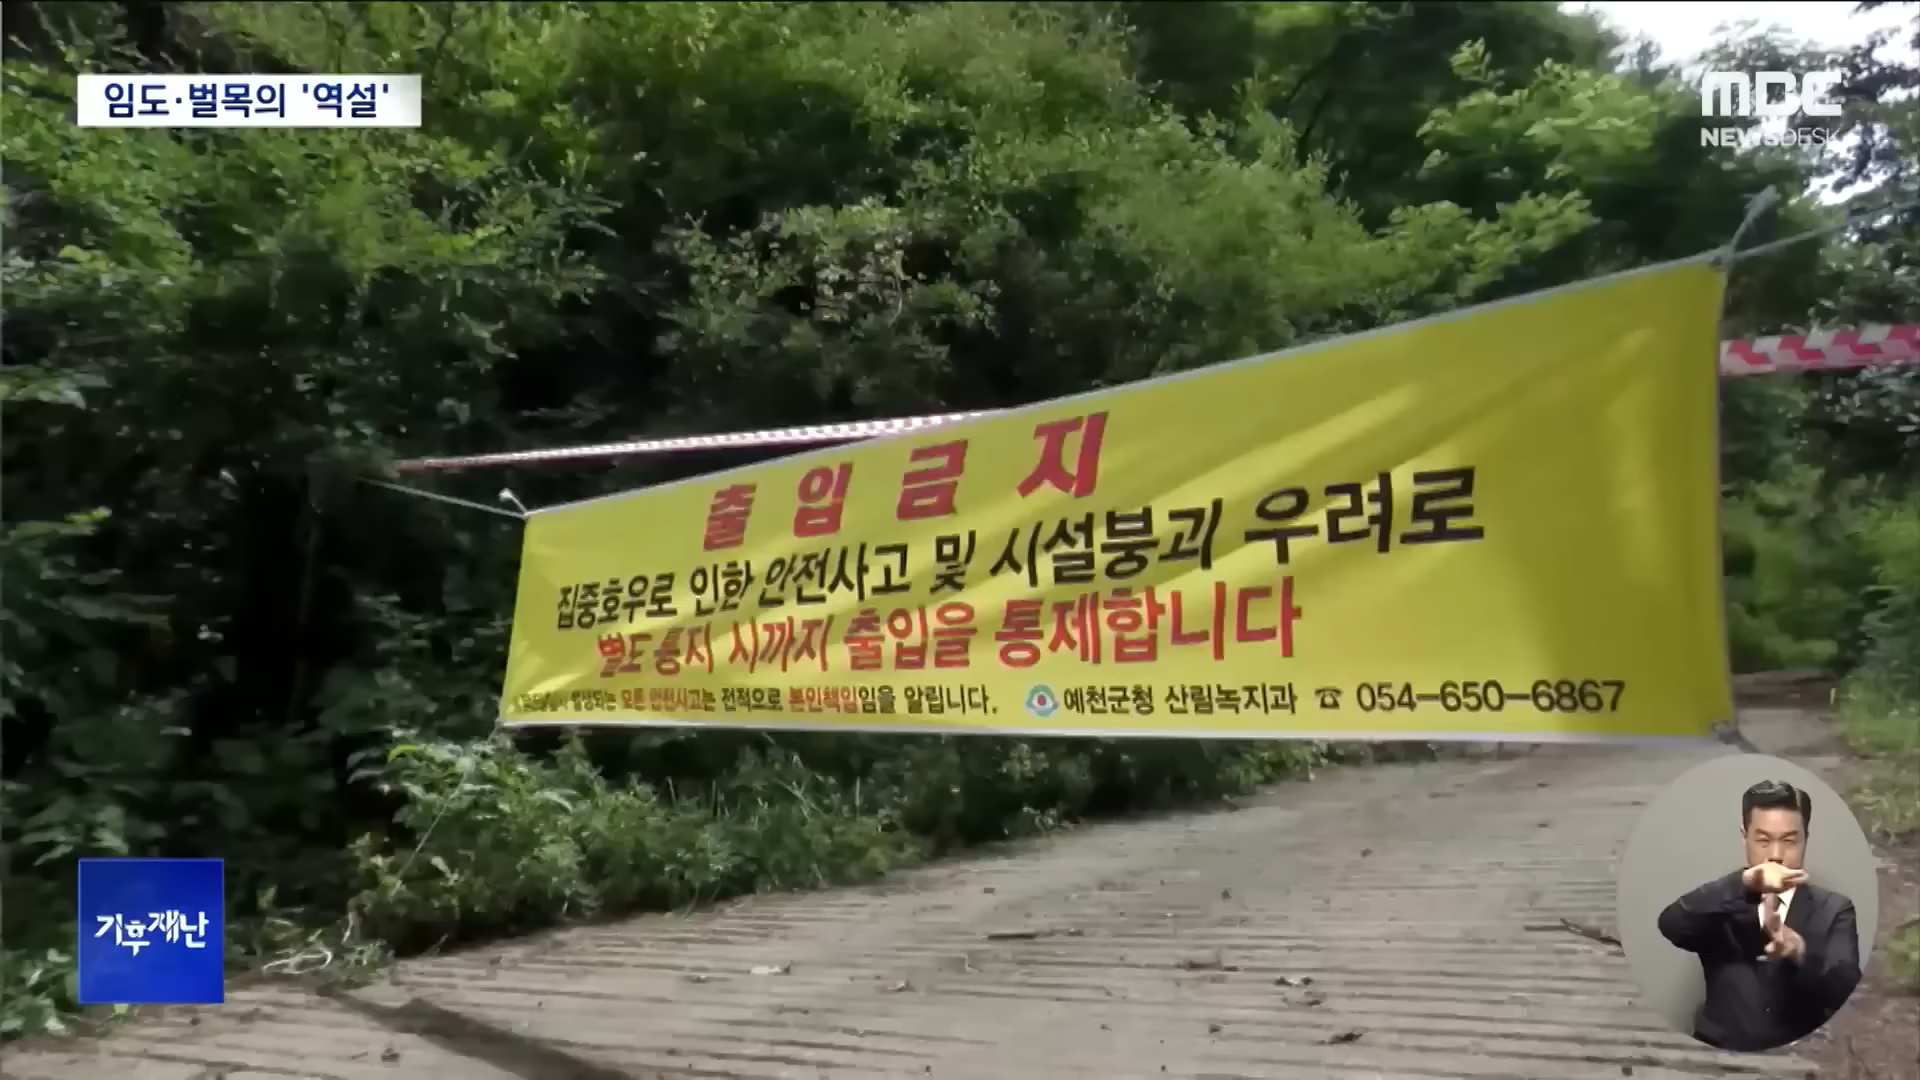 임도·벌목의 '역설'
MBC
NEWSDESK
출입금지
집중호우로 인한 안전사고 및 시설붕괴 우려로
별도 통지 시까지 출입을 통제합니다
발생되는 모든 안전사고는 전적으로 본인책임임을 알립니다. 예천군청 산림녹지과 ☎ 054-650-6867
기후재난